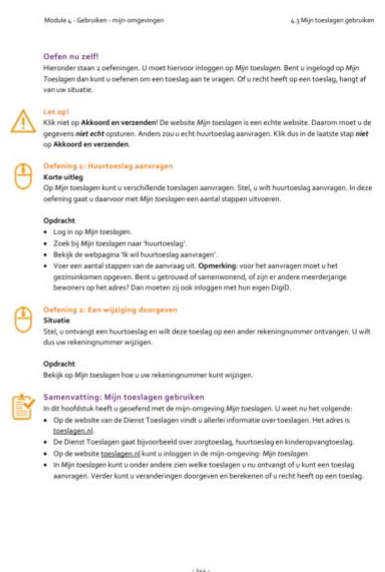 Module 4 - Gebruiken - mijn-omgevingen
4.3 Mijn toeslagen gebruiken
Oefen nu zelf!
Hieronder staan 2 oefeningen. U moet hiervoor inloggen op Mijn toeslagen. Bent u ingelogd op Mijn
Toeslagen dan kunt u oefenen om een toeslag aan te vragen. Of u recht heeft op een toeslag, hangt af
van uw situatie.
Let op!
Klik niet op Akkoord en verzenden! De website Mijn toeslagen is een echte website. Daarom moet u de
gegevens niet echt opsturen. Anders zou u echt huurtoeslag aanvragen. Klik dus in de laatste stap niet
op Akkoord en verzenden.
Oefening 1: Huurtoeslag aanvragen
Korte uitleg
Op Mijn toeslagen kunt u verschillende toeslagen aanvragen. Stel, u wilt huurtoeslag aanvragen. In deze
oefening gaat u daarvoor met Mijn toeslagen een aantal stappen uitvoeren.
Opdracht
• Log in op Mijn toeslagen.
• Zoek bij Mijn toeslagen naar 'huurtoeslag'.
• Bekijk de webpagina 'Ik wil huurtoeslag aanvragen'.
• Voer een aantal stappen van de aanvraag uit. Opmerking: voor het aanvragen moet u het
gezinsinkomen opgeven. Bent u getrouwd of samenwonend, of zijn er andere meerderjarige
bewoners op het adres? Dan moeten zij ook inloggen met hun eigen DigiD.
Oefening 2: Een wijziging doorgeven
Situatie
Stel, u ontvangt een huurtoeslag en wilt deze toeslag op een ander rekeningnummer ontvangen. U wilt
dus uw rekeningnummer wijzigen.
Opdracht
Bekijk op Mijn toeslagen hoe u uw rekeningnummer kunt wijzigen.
Samenvatting: Mijn toeslagen gebruiken
In dit hoofdstuk heeft u geoefend met de mijn-omgeving Mijn toeslagen. U weet nu het volgende:
• Op de website van de Dienst Toeslagen vindt u allerlei informatie over toeslagen. Het adres is
toeslagen.nl.
• De Dienst Toeslagen gaat bijvoorbeeld over zorgtoeslag, huurtoeslag en kinderopvangtoeslag.
• Op de website toeslagen.nl kunt u inloggen in de mijn-omgeving: Mijn toeslagen.
• In Mijn toeslagen kunt u onder andere zien welke toeslagen u nu ontvangt of u kunt een toeslag
aanvragen. Verder kunt u veranderingen doorgeven en berekenen of u recht heeft op een toeslag.